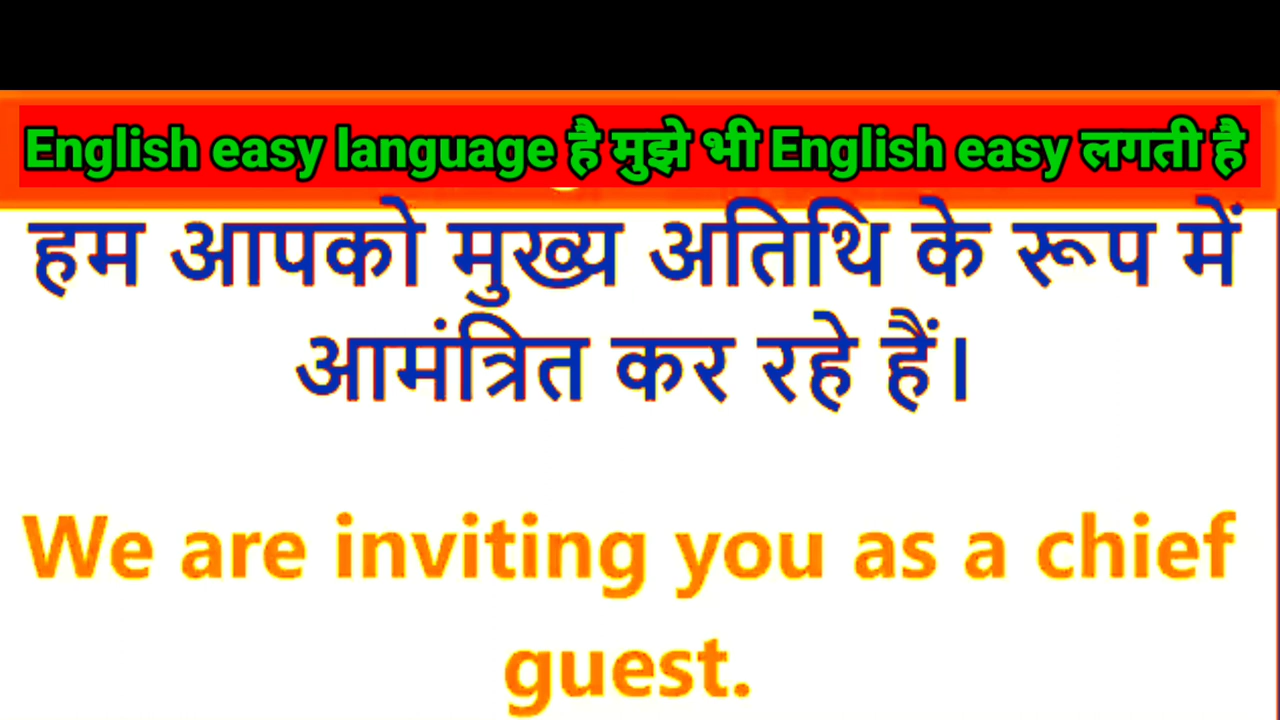 English easy language है मुझे भी English easy लगती है
हम आपको मुख्य अतिथि के रूप में
आमंत्रित कर रहे हैं।
We are inviting you as a chief
guest.